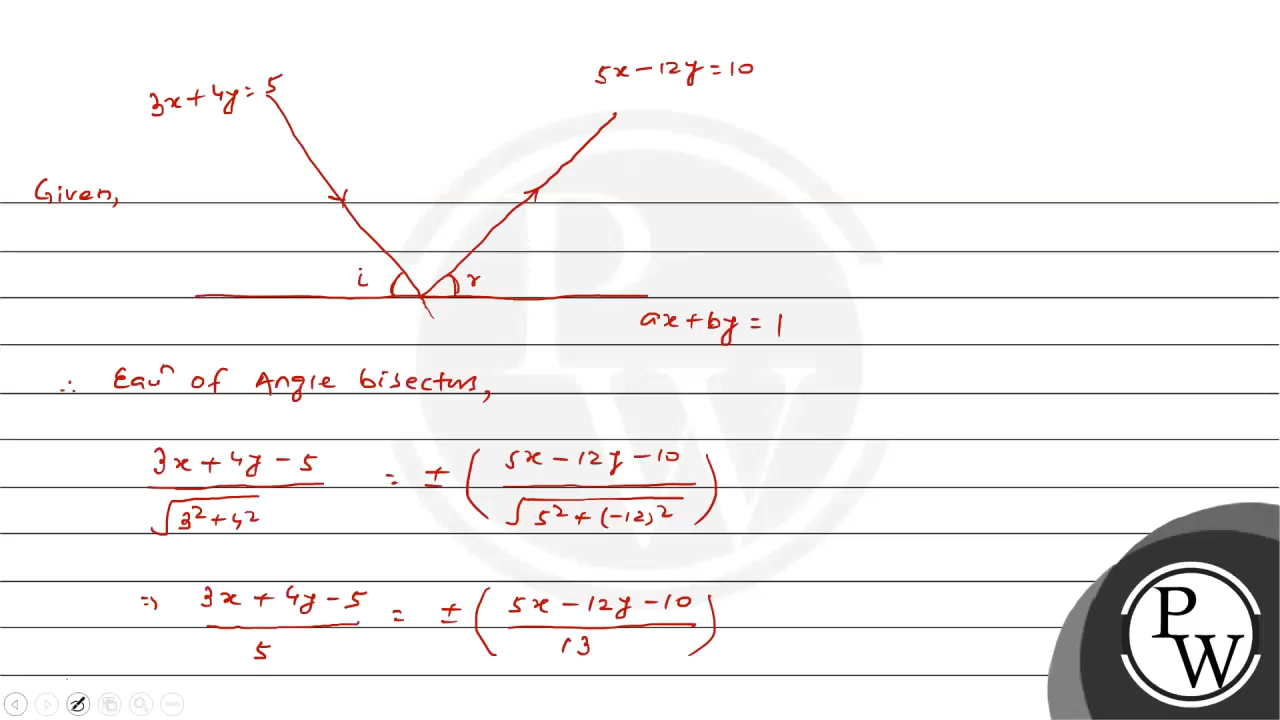 3x + 4y = 5
5x - 12y = 10
Given,
i r
ax + by = 1
∴ Equⁿ of Angle bisectors,
(3x + 4y - 5)/√(3² + 4²) = ± ((5x - 12y - 10)/√(5² + (-12)²))
⇒ (3x + 4y - 5)/5 = ± ((5x - 12y - 10)/13)
P
W
P
W